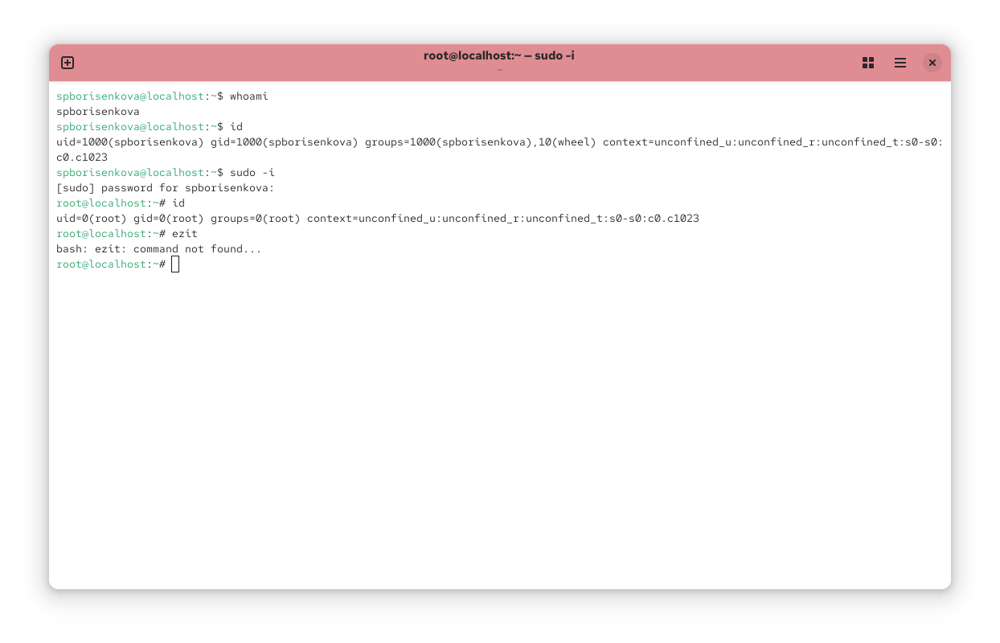 root@localhost:~ — sudo -i
~
spborisenkova@localhost:~$ whoami
spborisenkova
spborisenkova@localhost:~$ id
uid=1000(spborisenkova) gid=1000(spborisenkova) groups=1000(spborisenkova),10(wheel) context=unconfined_u:unconfined_r:unconfined_t:s0-s0:
c0.c1023
spborisenkova@localhost:~$ sudo -i
[sudo] password for spborisenkova:
root@localhost:~# id
uid=0(root) gid=0(root) groups=0(root) context=unconfined_u:unconfined_r:unconfined_t:s0-s0:c0.c1023
root@localhost:~# ezit
bash: ezit: command not found...
root@localhost:~#